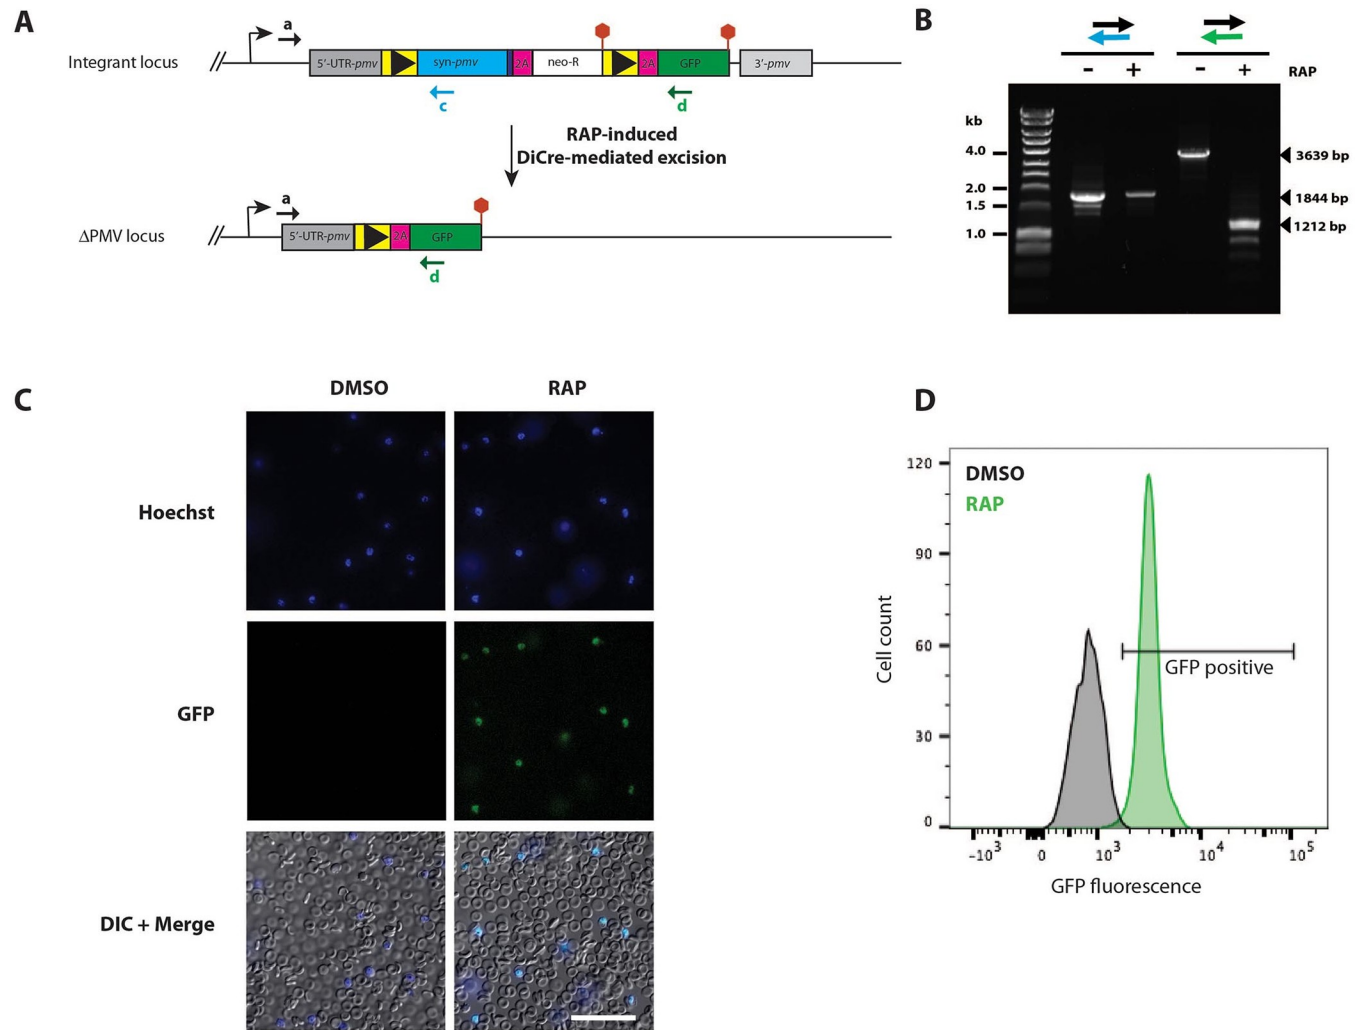 A
Integrant locus
a
5'-UTR-pmv
syn-pmv
2A
neo-R
2A
GFP
3'-pmv
c
d
RAP-induced
DiCre-mediated excision
ΔPMV locus
a
5'-UTR-pmv
2A
GFP
d
B
- + - + RAP
kb
4.0
2.0
1.5
1.0
3639 bp
1844 bp
1212 bp
C
DMSO RAP
Hoechst
GFP
DIC + Merge
D
DMSO
RAP
GFP positive
Cell count
120
90
60
30
0
-10³ 0 10³ 10⁴ 10⁵
GFP fluorescence